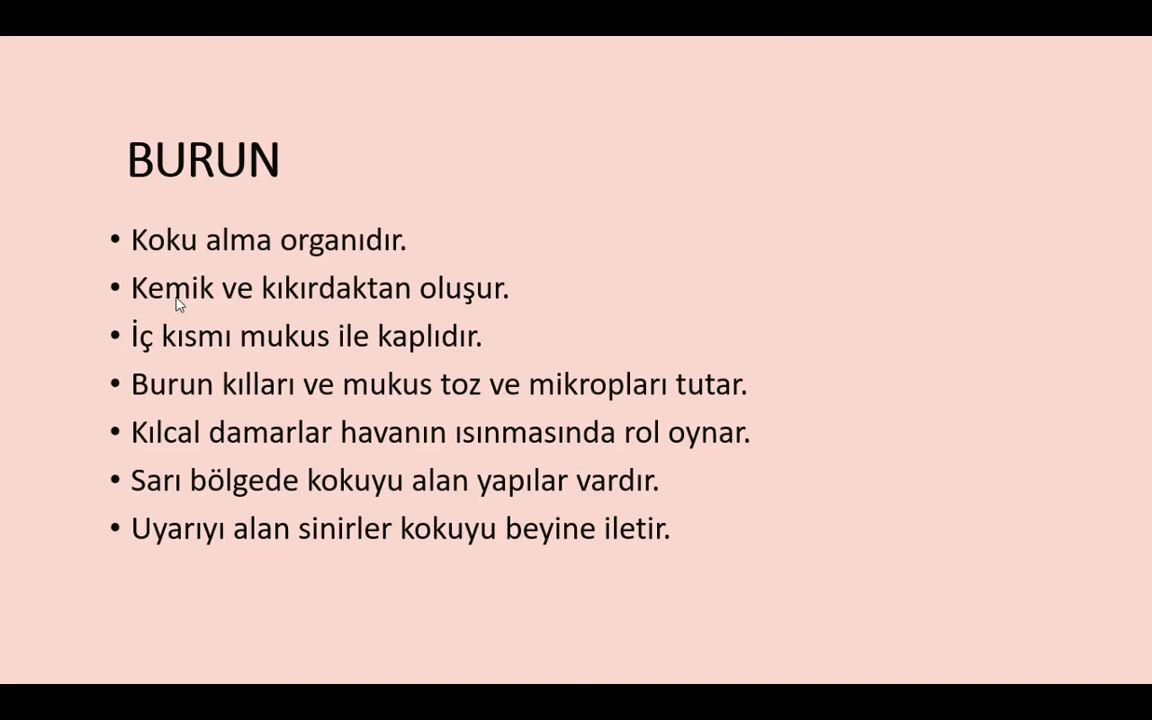 BURUN
• Koku alma organıdır.
• Kemik ve kıkırdaktan oluşur.
• İç kısmı mukus ile kaplıdır.
• Burun kılları ve mukus toz ve mikropları tutar.
• Kılcal damarlar havanın ısınmasında rol oynar.
• Sarı bölgede kokuyu alan yapılar vardır.
• Uyarıyı alan sinirler kokuyu beyine iletir.